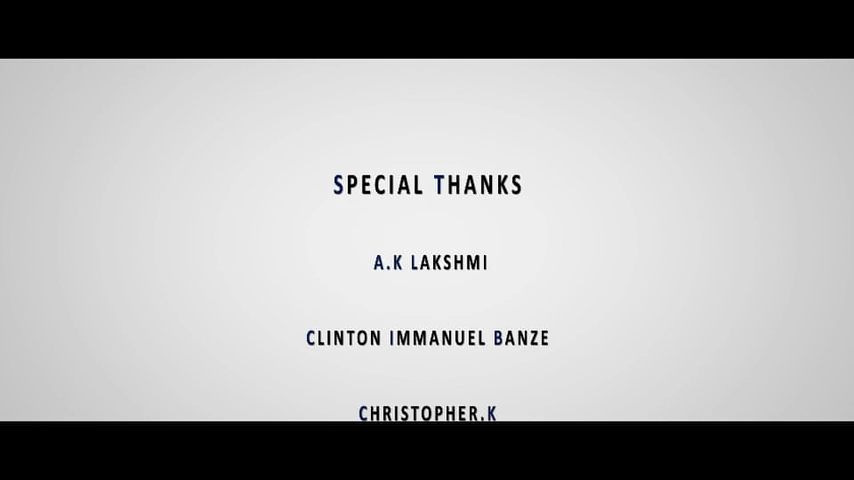 SPECIAL THANKS
A.K LAKSHMI
CLINTON IMMANUEL BANZE
CHRISTOPHER.K